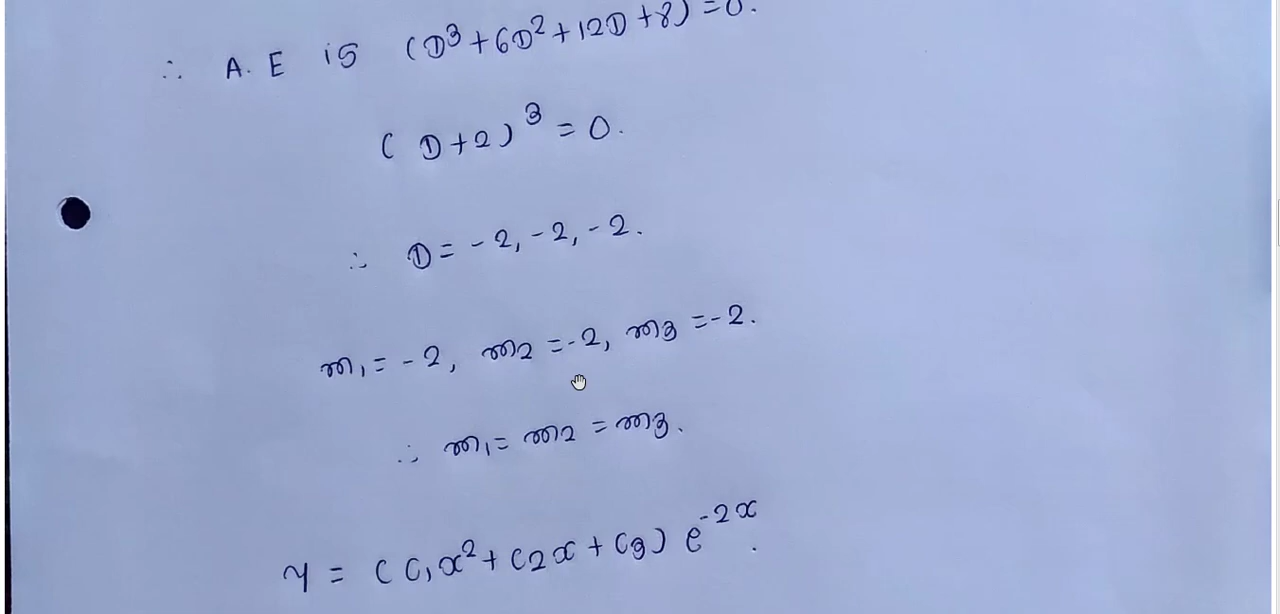 ∴ A. E is (D³+6D²+12D+8) = 0.
(D+2)³ = 0.
∴ D = -2, -2, -2.
m₁ = -2, m₂ = -2, m₃ = -2.
∴ m₁ = m₂ = m₃.
y = (C₁x² + C₂x + C₃) e⁻²ˣ.